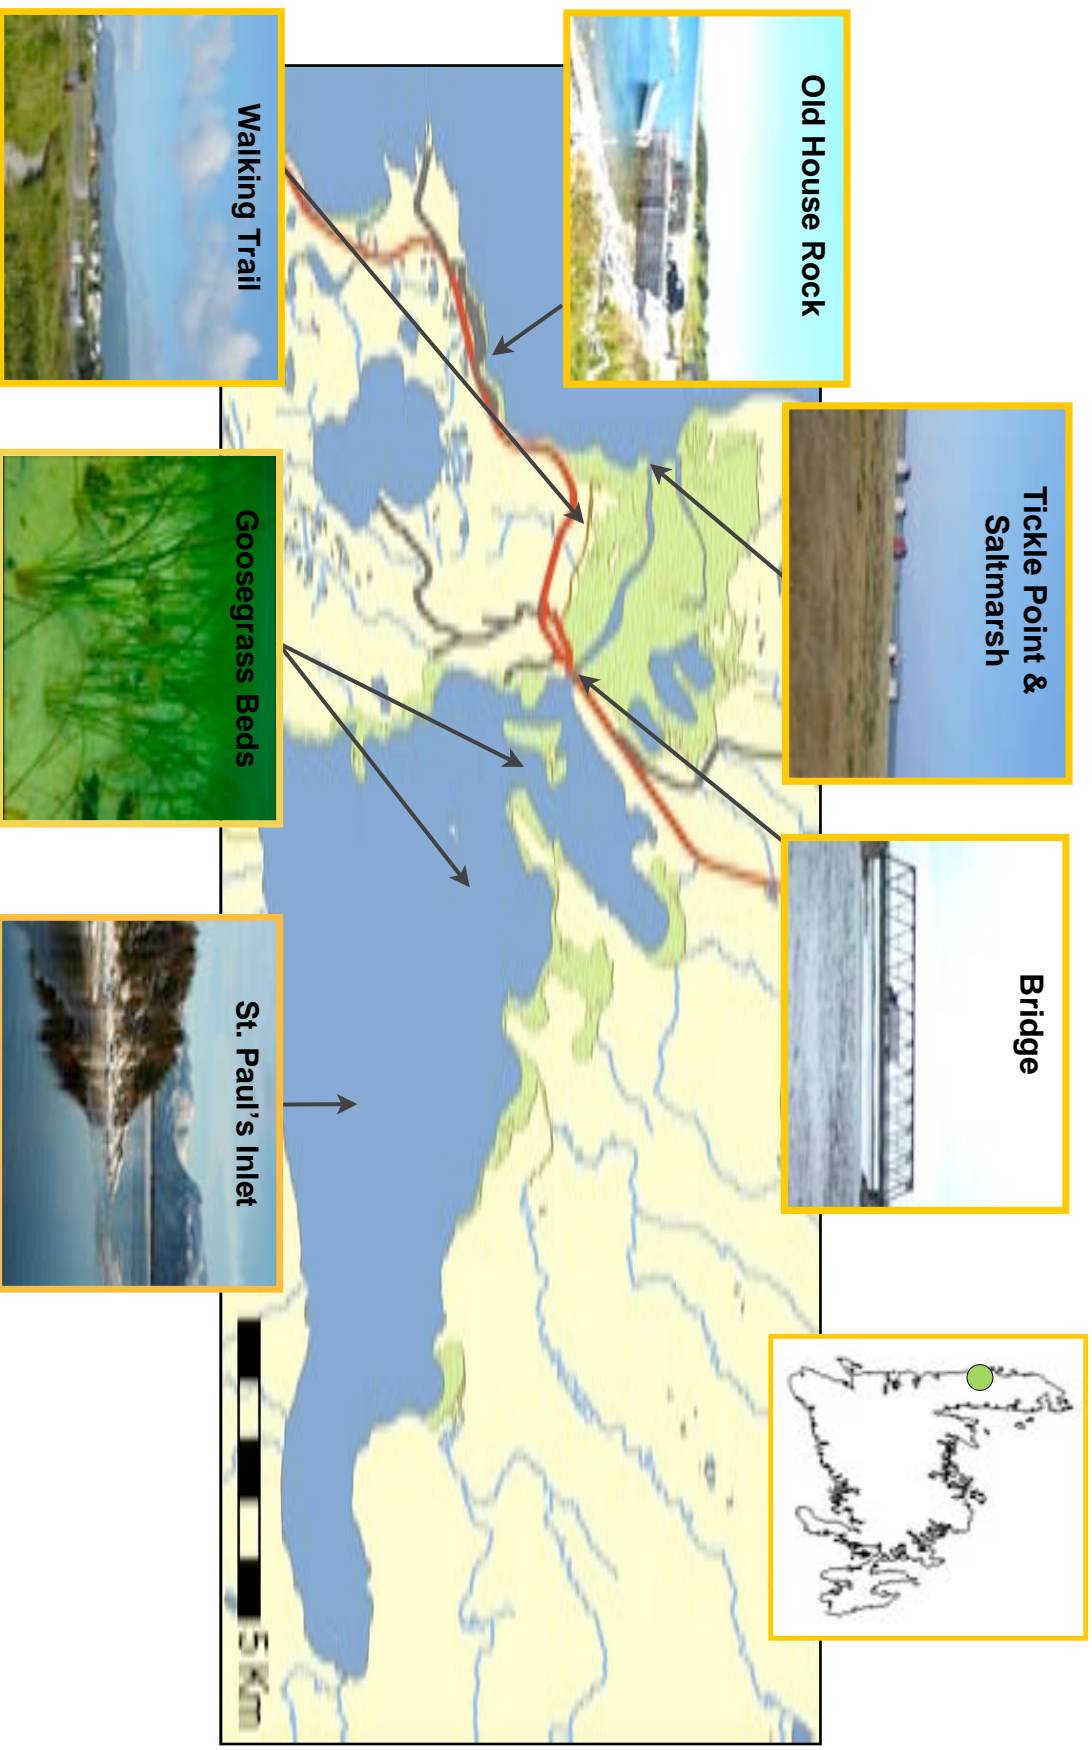 Old House Rock
Tickle Point &
Saltmarsh
Bridge
Walking Trail
Goosegrass Beds
St. Paul's Inlet
5 Km